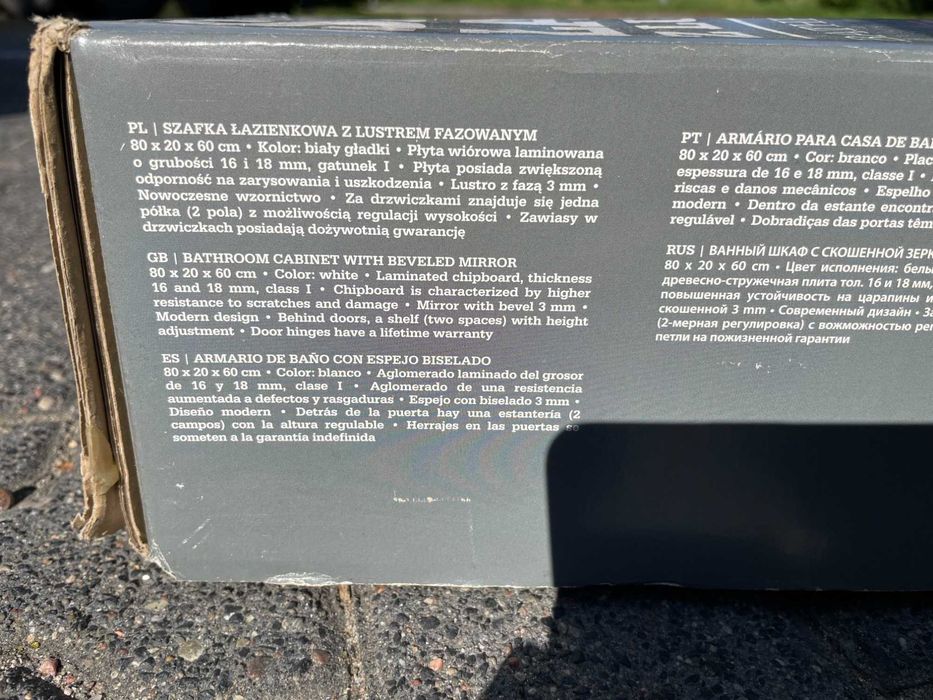 PL | SZAFKA ŁAZIENKOWA Z LUSTREM FAZOWANYM
80 x 20 x 60 cm • Kolor: biały gładki • Płyta wiórowa laminowana
o grubości 16 i 18 mm, gatunek I • Płyta posiada zwiększoną
odporność na zarysowania i uszkodzenia • Lustro z fazą 3 mm •
Nowoczesne wzornictwo • Za drzwiczkami znajduje się jedna
półka (2 pola) z możliwością regulacji wysokości • Zawiasy w
drzwiczkach posiadają dożywotnią gwarancję
GB | BATHROOM CABINET WITH BEVELED MIRROR
80 x 20 x 60 cm • Color: white • Laminated chipboard, thickness
16 and 18 mm, class I • Chipboard is characterized by higher
resistance to scratches and damage • Mirror with bevel 3 mm •
Modern design • Behind doors, a shelf (two spaces) with height
adjustment • Door hinges have a lifetime warranty
ES | ARMARIO DE BAÑO CON ESPEJO BISELADO
80 x 20 x 60 cm • Color: blanco • Aglomerado laminado del grosor
de 16 y 18 mm, clase I • Aglomerado de una resistencia
aumentada a defectos y rasgaduras • Espejo con biselado 3 mm •
Diseño modern • Detrás de la puerta hay una estantería (2
campos) con la altura regulable • Herrajes en las puertas se
someten a la garantía indefinida
PT | ARMÁRIO PARA CASA DE BA
80 x 20 x 60 cm • Cor: branco • Plac
espessura de 16 e 18 mm, classe I •
riscas e danos mecânicos • Espelho
modern • Dentro da estante encontr
regulável • Dobradiças das portas têm
RUS | ВАННЫЙ ШКАФ С СКОШЕННОЙ ЗЕРК
80 x 20 x 60 cm • Цвет исполнения: бель
древесно-стружечная плита тол. 16 и 18 мм,
повышенная устойчивость на царапины и
скошенной 3 mm • Современный дизайн • За
(2-мерная регулировка) с вожможностью рег
петли на пожизненной гарантии